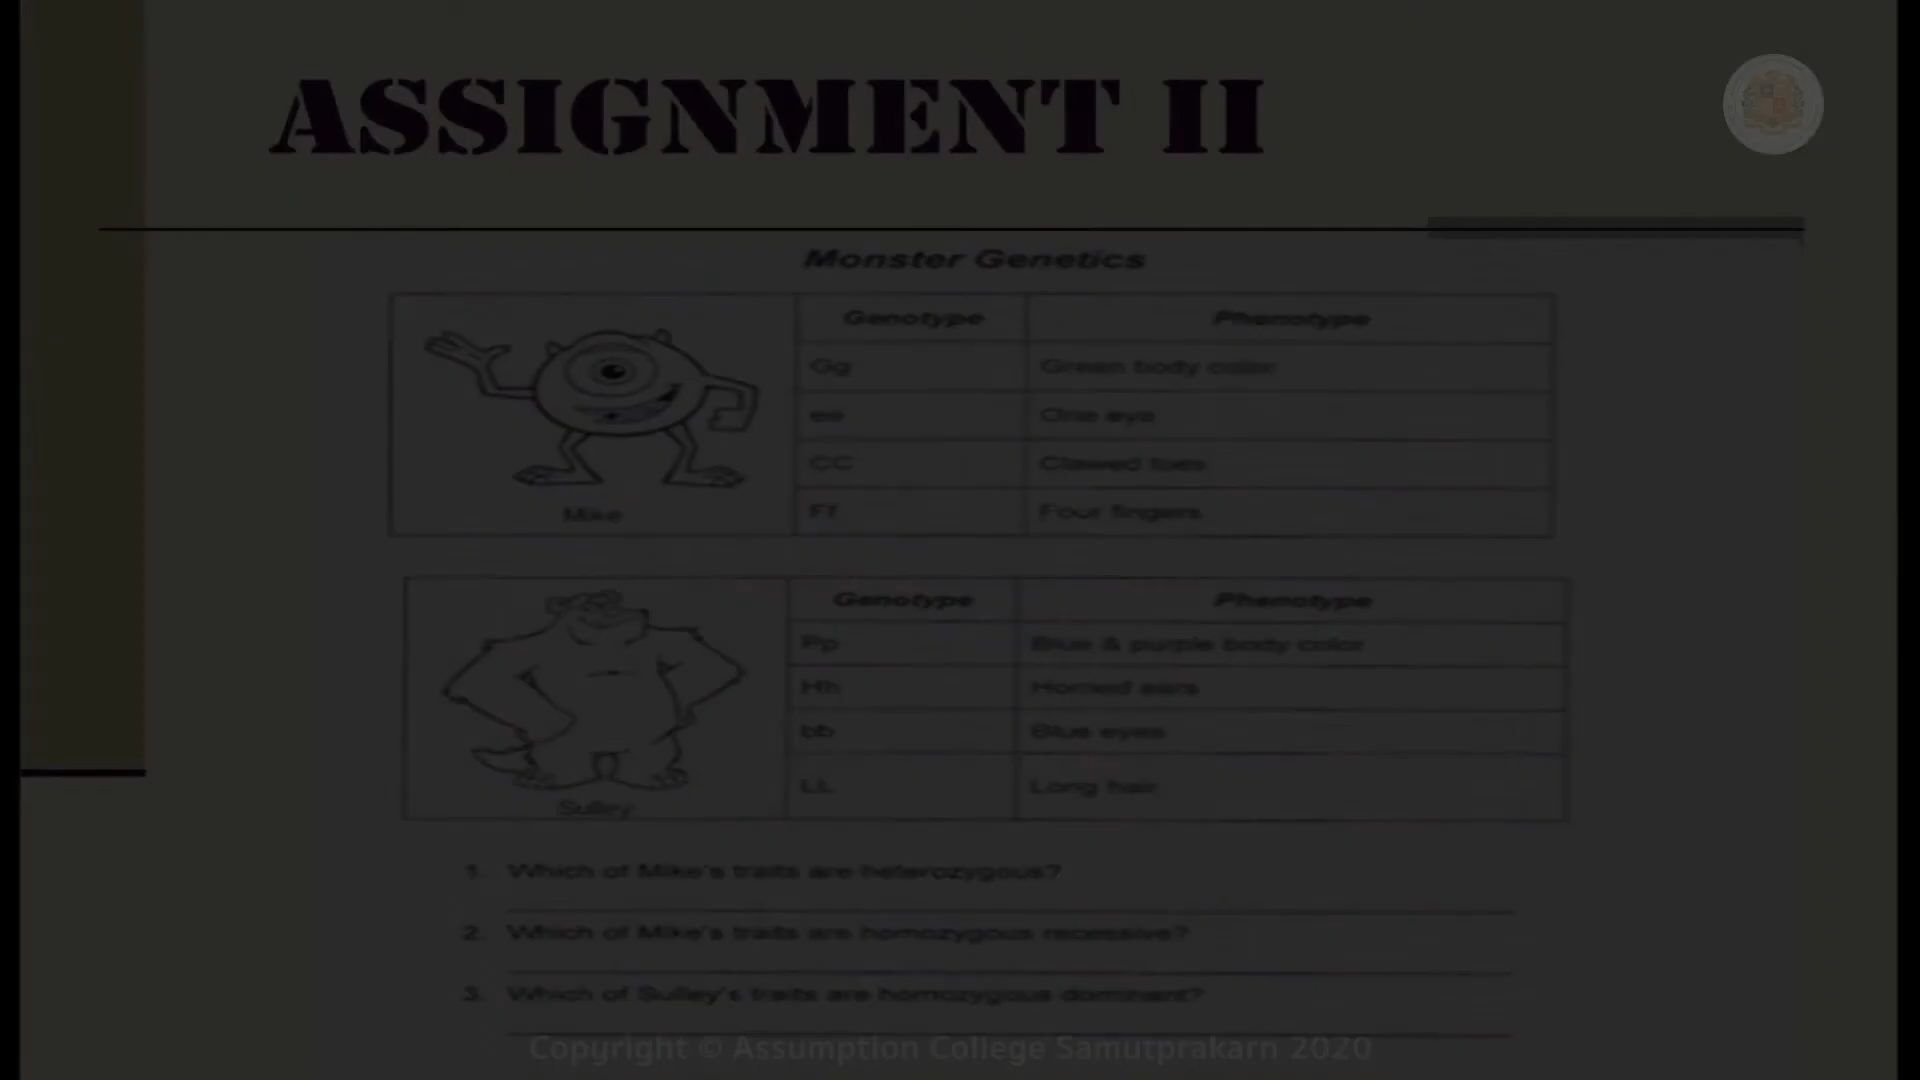 ASSIGNMENT II
Monster Genetics
Genotype Phenotype
Gg Green body color
ee One eye
CC Clawed toes
Ff Four fingers
Mike
Genotype Phenotype
Pp Blue & purple body color
Hh Horned ears
bb Blue eyes
LL Long hair
Sulley
1. Which of Mike's traits are heterozygous?
2. Which of Mike's traits are homozygous recessive?
3. Which of Sulley's traits are homozygous dominant?
Copyright © Assumption College Samutprakarn 2020